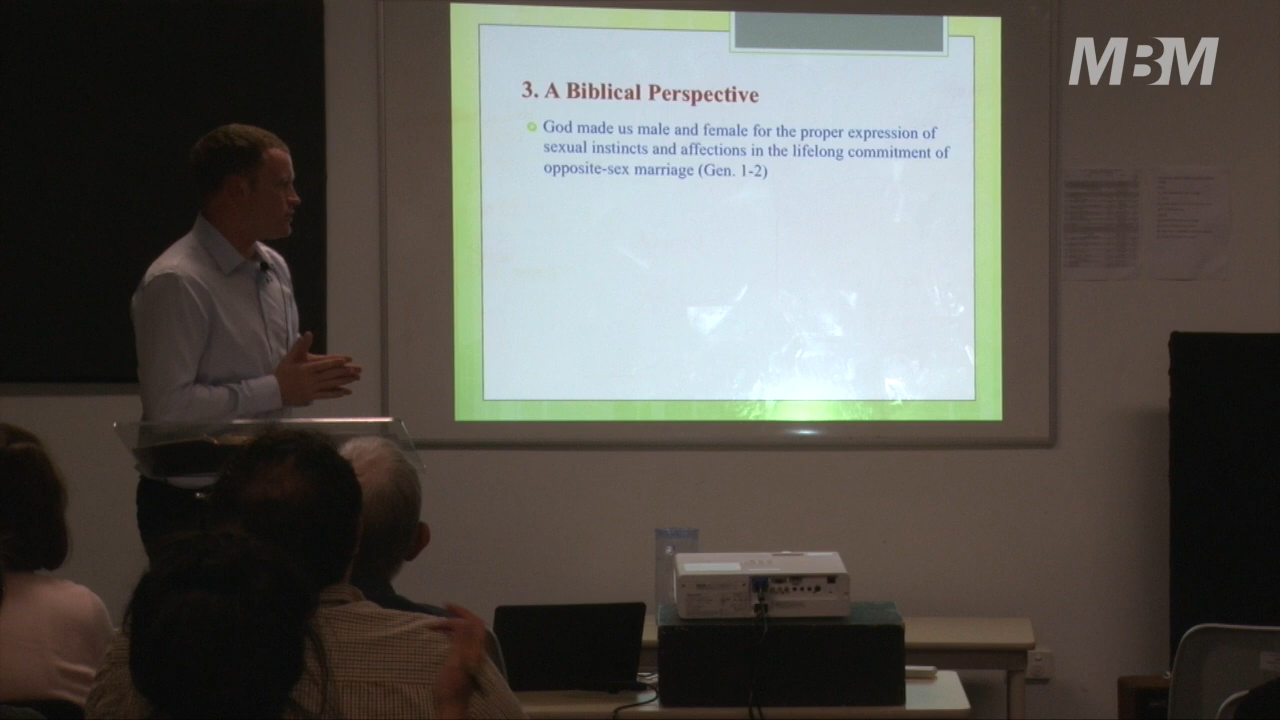 MBM
3. A Biblical Perspective
God made us male and female for the proper expression of
sexual instincts and affections in the lifelong commitment of
opposite-sex marriage (Gen. 1-2)